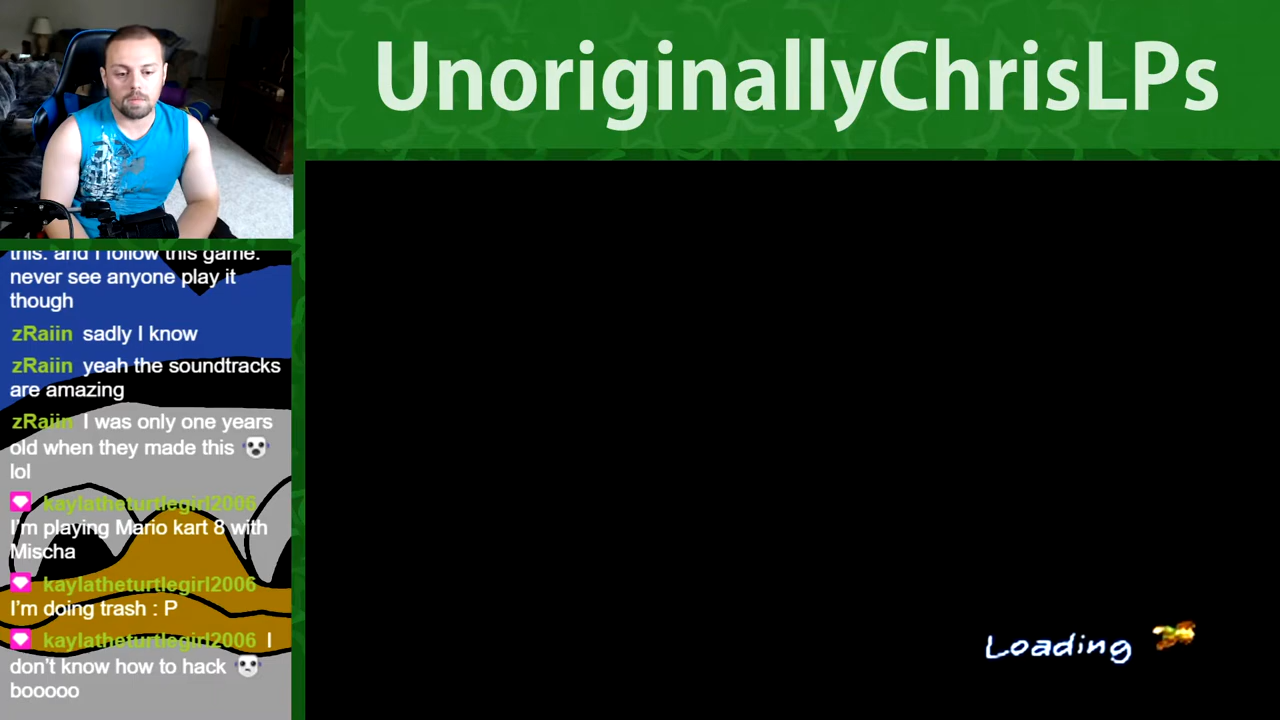 UnoriginallyChrisLPs
this. and I follow this game.
never see anyone play it
though
zRaiin sadly I know
zRaiin yeah the soundtracks
are amazing
zRaiin I was only one years
old when they made this
lol
kaylatheturtlegirl2006
I'm playing Mario kart 8 with
Mischa
kaylatheturtlegirl2006
I'm doing trash : P
kaylatheturtlegirl2006 I
don't know how to hack
booooo
Loading